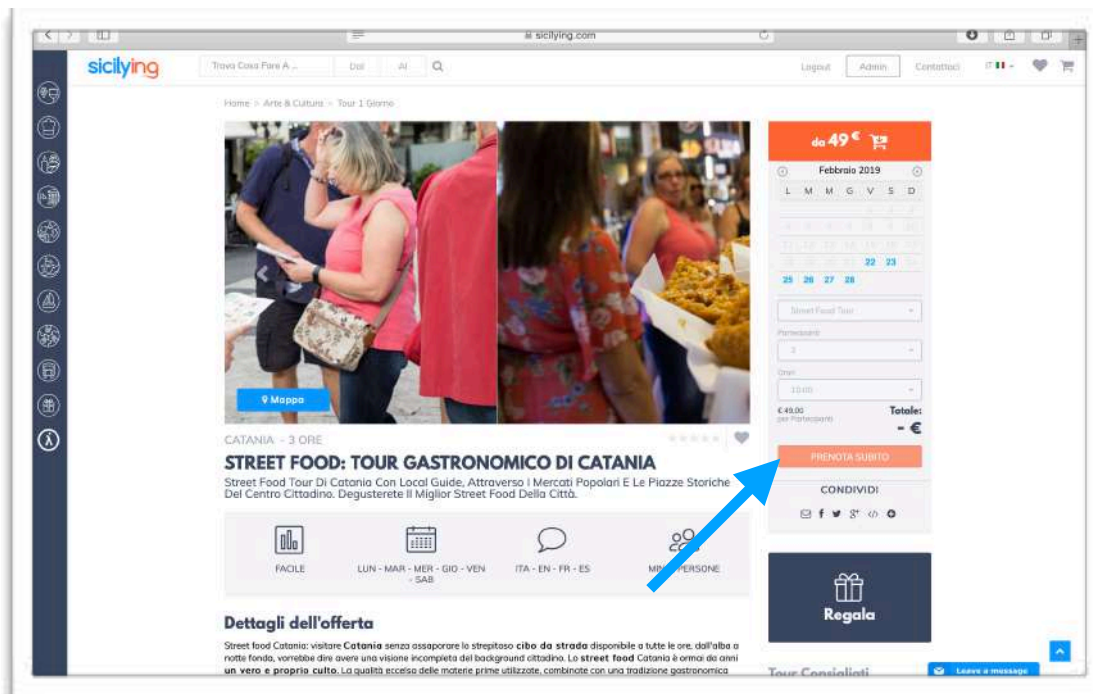 sicilying.com
sicilying
Trova Cosa Fare A ...
Dal
Al
Logout
Admin
Contattaci
IT
Home > Arte & Cultura > Tour 1 Giorno
Mappa
da 49 €
Febbraio 2019
L M M G V S D
22 23
25 26 27 28
Street Food Tour
Partecipanti
10:00
€ 49,00
per Partecipanti
Totale:
- €
PRENOTA SUBITO
CONDIVIDI
CATANIA - 3 ORE
STREET FOOD: TOUR GASTRONOMICO DI CATANIA
Street Food Tour Di Catania Con Local Guide, Attraverso I Mercati Popolari E Le Piazze Storiche
Del Centro Cittadino. Degusterete Il Miglior Street Food Della Città.
FACILE
LUN - MAR - MER - GIO - VEN
- SAB
ITA - EN - FR - ES
PERSONE
Regala
Dettagli dell'offerta
Street food Catania: visitare Catania senza assaporare lo strepitoso cibo da strada disponibile a tutte le ore, dall'alba a
notte fonda, vorrebbe dire avere una visione incompleta del background cittadino. Lo street food Catania è ormai da anni
un vero e proprio culto. La qualità eccelsa delle materie prime utilizzate, combinate con una tradizione gastronomica
Tour Consigliati
Leave a message